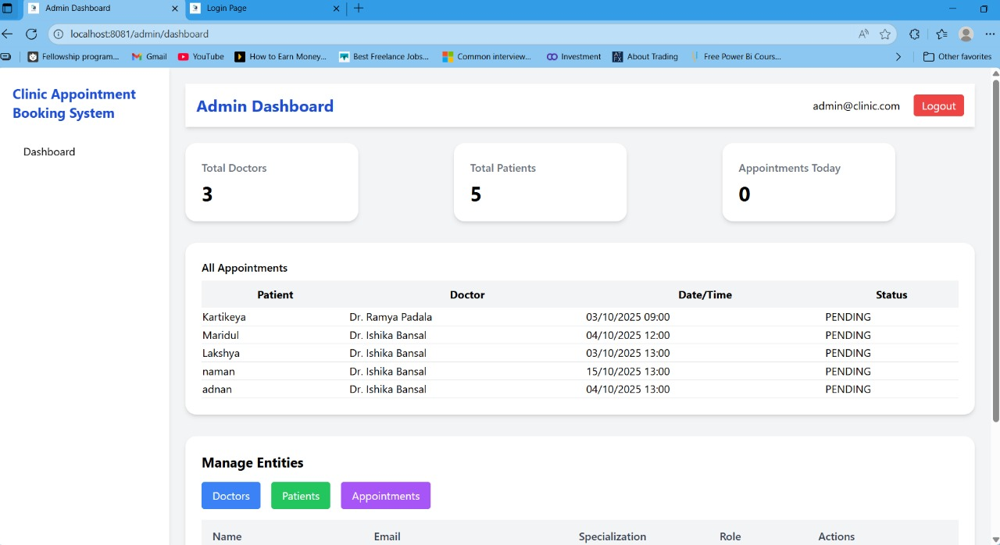 Admin Dashboard
Login Page
localhost:8081/admin/dashboard
Fellowship program...
Gmail
YouTube
How to Earn Money...
Best Freelance Jobs...
Common interview...
Investment
About Trading
Free Power Bi Cours...
Other favorites
Clinic Appointment
Booking System
Dashboard
Admin Dashboard
admin@clinic.com
Logout
Total Doctors
3
Total Patients
5
Appointments Today
0
All Appointments
Patient Doctor Date/Time Status
Kartikeya Dr. Ramya Padala 03/10/2025 09:00 PENDING
Maridul Dr. Ishika Bansal 04/10/2025 12:00 PENDING
Lakshya Dr. Ishika Bansal 03/10/2025 13:00 PENDING
naman Dr. Ishika Bansal 15/10/2025 13:00 PENDING
adnan Dr. Ishika Bansal 04/10/2025 13:00 PENDING
Manage Entities
Doctors
Patients
Appointments
Name Email Specialization Role Actions